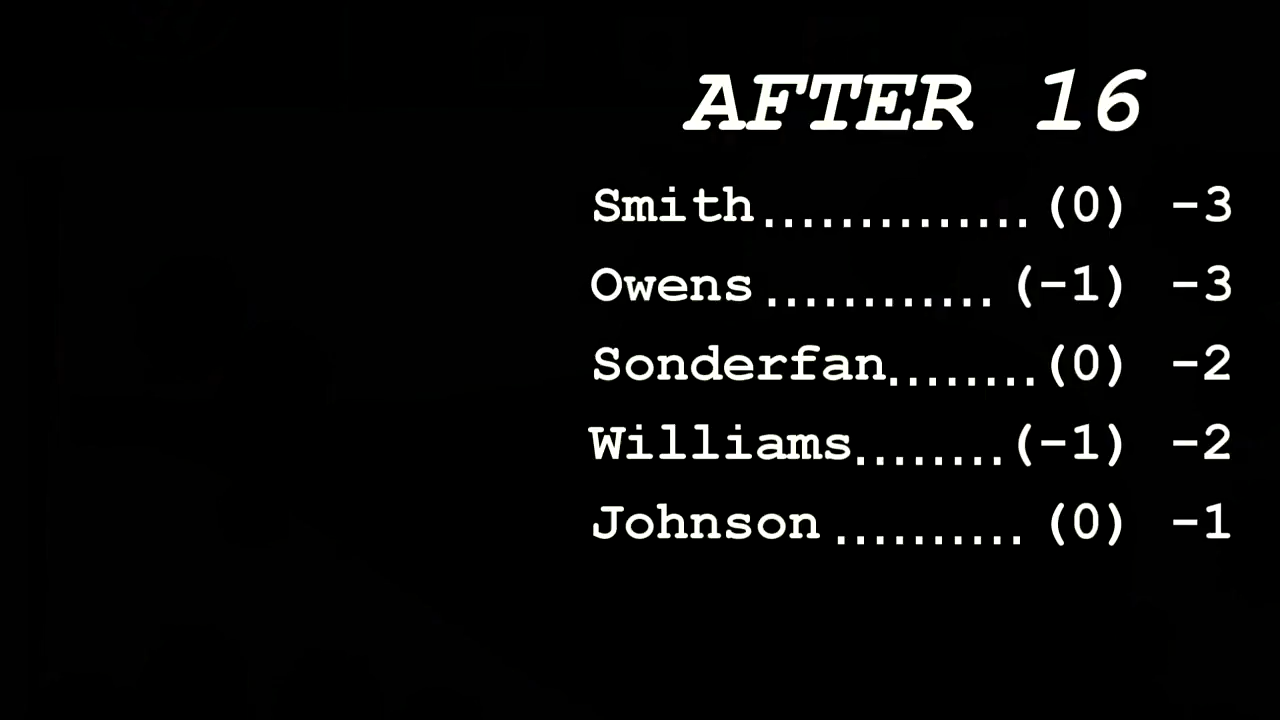 AFTER 16
Smith..............(0) -3
Owens............(-1) -3
Sonderfan........(0) -2
Williams........(-1) -2
Johnson..........(0) -1